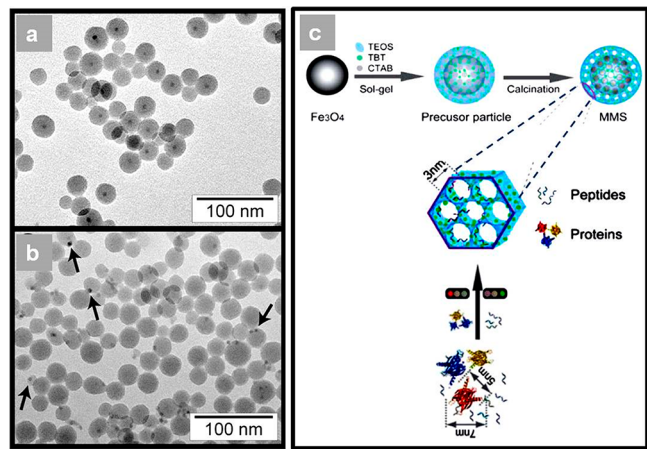 a
100 nm
b
100 nm
c
TEOS
TBT
CTAB
Sol-gel
Calcination
Fe3O4
Precusor particle
MMS
3nm
Peptides
Proteins
5nm
7nm